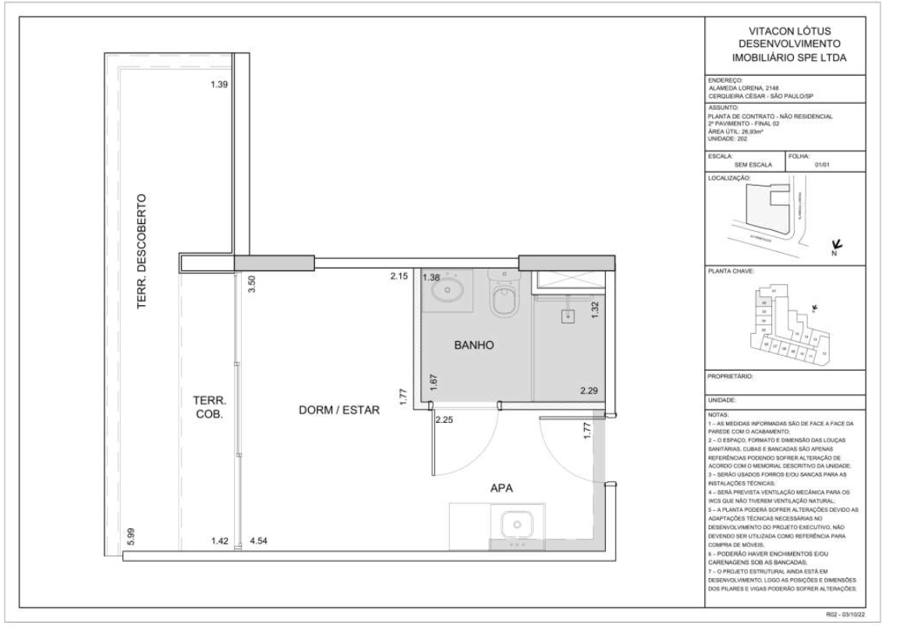 VITACON LÓTUS
DESENVOLVIMENTO
IMOBILIÁRIO SPE LTDA
ENDEREÇO:
ALAMEDA LORENA, 2148
CERQUEIRA CÉSAR - SÃO PAULO/SP
ASSUNTO:
PLANTA DE CONTRATO - NÃO RESIDENCIAL
2º PAVIMENTO - FINAL 02
ÁREA ÚTIL: 26,93m²
UNIDADE: 202
ESCALA:
SEM ESCALA
FOLHA:
01/01
LOCALIZAÇÃO:
N
PLANTA CHAVE:
PROPRIETÁRIO:
UNIDADE:
NOTAS:
1 – AS MEDIDAS INFORMADAS SÃO DE FACE A FACE DA
PAREDE COM O ACABAMENTO;
2 – O ESPAÇO, FORMATO E DIMENSÃO DAS LOUÇAS
SANITÁRIAS, CUBAS E BANCADAS SÃO APENAS
REFERÊNCIAS PODENDO SOFRER ALTERAÇÃO DE
ACORDO COM O MEMORIAL DESCRITIVO DA UNIDADE;
3 – SERÃO USADOS FORROS E/OU SANCAS PARA AS
INSTALAÇÕES TÉCNICAS;
4 – SERÁ PREVISTA VENTILAÇÃO MECÂNICA PARA OS
WCS QUE NÃO TIVEREM VENTILAÇÃO NATURAL;
5 – A PLANTA PODERÁ SOFRER ALTERAÇÕES DEVIDO AS
ADAPTAÇÕES TÉCNICAS NECESSÁRIAS NO
DESENVOLVIMENTO DO PROJETO EXECUTIVO, NÃO
DEVENDO SER UTILIZADA COMO REFERÊNCIA PARA
COMPRA DE MÓVEIS;
6 – PODERÃO HAVER ENCHIMENTOS E/OU
CARENAGENS SOB AS BANCADAS;
7 – O PROJETO ESTRUTURAL AINDA ESTÁ EM
DESENVOLVIMENTO, LOGO AS POSIÇÕES E DIMENSÕES
DOS PILARES E VIGAS PODERÃO SOFRER ALTERAÇÕES;
R02 - 03/10/22
1.39
TERR. DESCOBERTO
3.50
2.15
1.38
1.32
BANHO
1.67
2.29
1.77
TERR.
COB.
DORM / ESTAR
2.25
1.77
APA
5.99
1.42
4.54